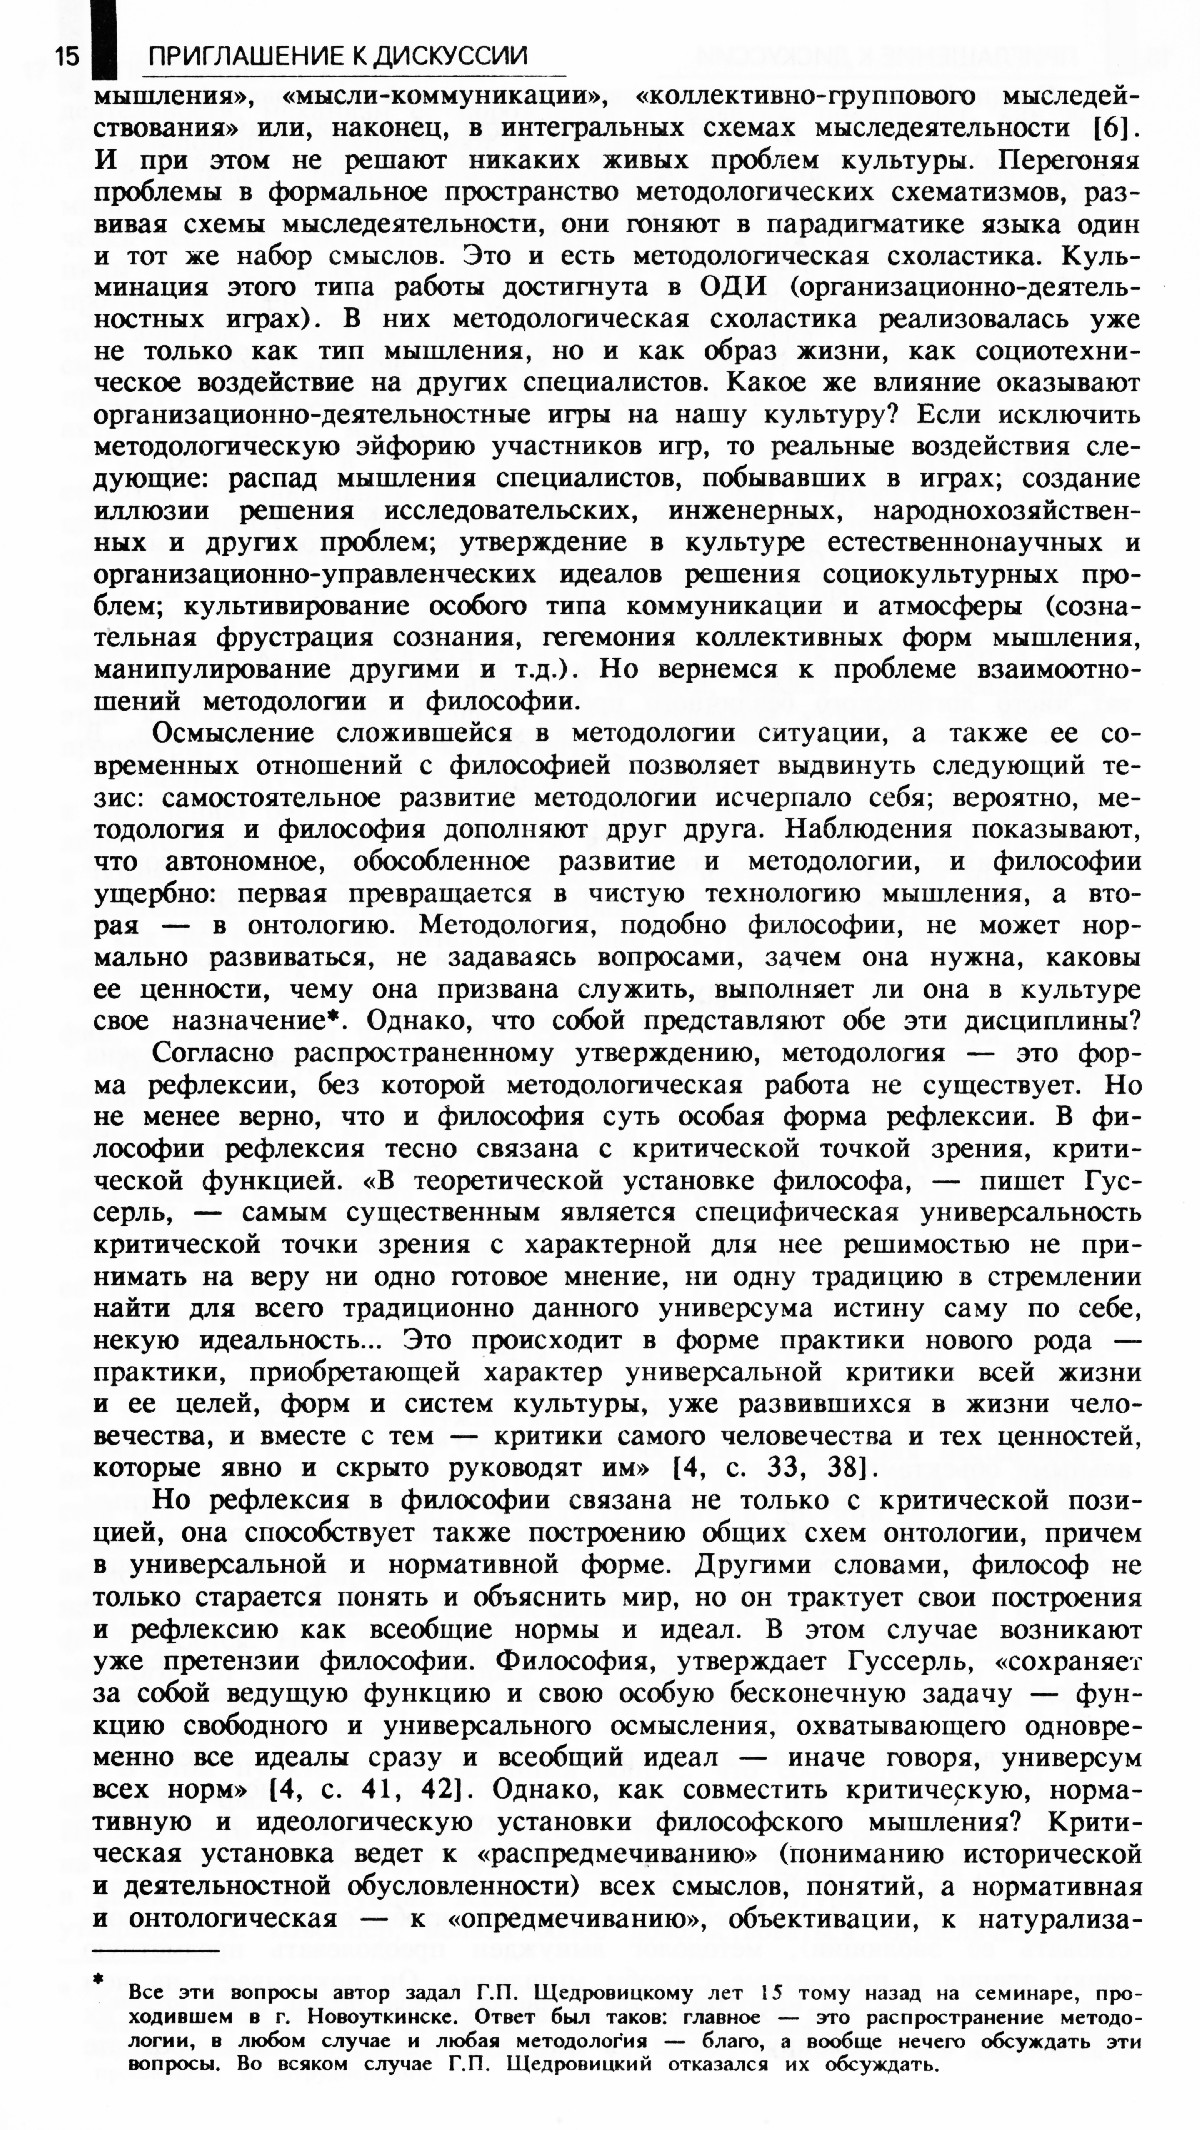 15 ПРИГЛАШЕНИЕ К ДИСКУССИИ
мышления», «мысли-коммуникации», «коллективно-группового мыследей-
ствования» или, наконец, в интегральных схемах мыследеятельности [6].
И при этом не решают никаких живых проблем культуры. Перегоняя
проблемы в формальное пространство методологических схематизмов, раз-
вивая схемы мыследеятельности, они гоняют в парадигматике языка один
и тот же набор смыслов. Это и есть методологическая схоластика. Куль-
минация этого типа работы достигнута в ОДИ (организационно-деятель-
ностных играх). В них методологическая схоластика реализовалась уже
не только как тип мышления, но и как образ жизни, как социотехни-
ческое воздействие на других специалистов. Какое же влияние оказывают
организационно-деятельностные игры на нашу культуру? Если исключить
методологическую эйфорию участников игр, то реальные воздействия сле-
дующие: распад мышления специалистов, побывавших в играх; создание
иллюзии решения исследовательских, инженерных, народнохозяйствен-
ных и других проблем; утверждение в культуре естественнонаучных и
организационно-управленческих идеалов решения социокультурных про-
блем; культивирование особого типа коммуникации и атмосферы (созна-
тельная фрустрация сознания, гегемония коллективных форм мышления,
манипулирование другими и т.д.). Но вернемся к проблеме взаимоотно-
шений методологии и философии.
Осмысление сложившейся в методологии ситуации, а также ее со-
временных отношений с философией позволяет выдвинуть следующий те-
зис: самостоятельное развитие методологии исчерпало себя; вероятно, ме-
тодология и философия дополняют друг друга. Наблюдения показывают,
что автономное, обособленное развитие и методологии, и философии
ущербно: первая превращается в чистую технологию мышления, а вто-
рая — в онтологию. Методология, подобно философии, не может нор-
мально развиваться, не задаваясь вопросами, зачем она нужна, каковы
ее ценности, чему она призвана служить, выполняет ли она в культуре
свое назначение*. Однако, что собой представляют обе эти дисциплины?
Согласно распространенному утверждению, методология — это фор-
ма рефлексии, без которой методологическая работа не существует. Но
не менее верно, что и философия суть особая форма рефлексии. В фи-
лософии рефлексия тесно связана с критической точкой зрения, крити-
ческой функцией. «В теоретической установке философа, — пишет Гус-
серль, — самым существенным является специфическая универсальность
критической точки зрения с характерной для нее решимостью не при-
нимать на веру ни одно готовое мнение, ни одну традицию в стремлении
найти для всего традиционно данного универсума истину саму по себе,
некую идеальность... Это происходит в форме практики нового рода —
практики, приобретающей характер универсальной критики всей жизни
и ее целей, форм и систем культуры, уже развившихся в жизни чело-
вечества, и вместе с тем — критики самого человечества и тех ценностей,
которые явно и скрыто руководят им» [4, с. 33, 38].
Но рефлексия в философии связана не только с критической пози-
цией, она способствует также построению общих схем онтологии, причем
в универсальной и нормативной форме. Другими словами, философ не
только старается понять и объяснить мир, но он трактует свои построения
и рефлексию как всеобщие нормы и идеал. В этом случае возникают
уже претензии философии. Философия, утверждает Гуссерль, «сохраняет
за собой ведущую функцию и свою особую бесконечную задачу — фун-
кцию свободного и универсального осмысления, охватывающего одновре-
менно все идеалы сразу и всеобщий идеал — иначе говоря, универсум
всех норм» [4, с. 41, 42]. Однако, как совместить критическую, норма-
тивную и идеологическую установки философского мышления? Крити-
ческая установка ведет к «распредмечиванию» (пониманию исторической
и деятельностной обусловленности) всех смыслов, понятий, а нормативная
и онтологическая — к «опредмечиванию», объективации, к натурализа-
* Все эти вопросы автор задал Г.П. Щедровицкому лет 15 тому назад на семинаре, про-
ходившем в г. Новоуткинске. Ответ был таков: главное — это распространение методо-
логии, в любом случае и любая методология — благо, а вообще нечего обсуждать эти
вопросы. Во всяком случае Г.П. Щедровицкий отказался их обсуждать.